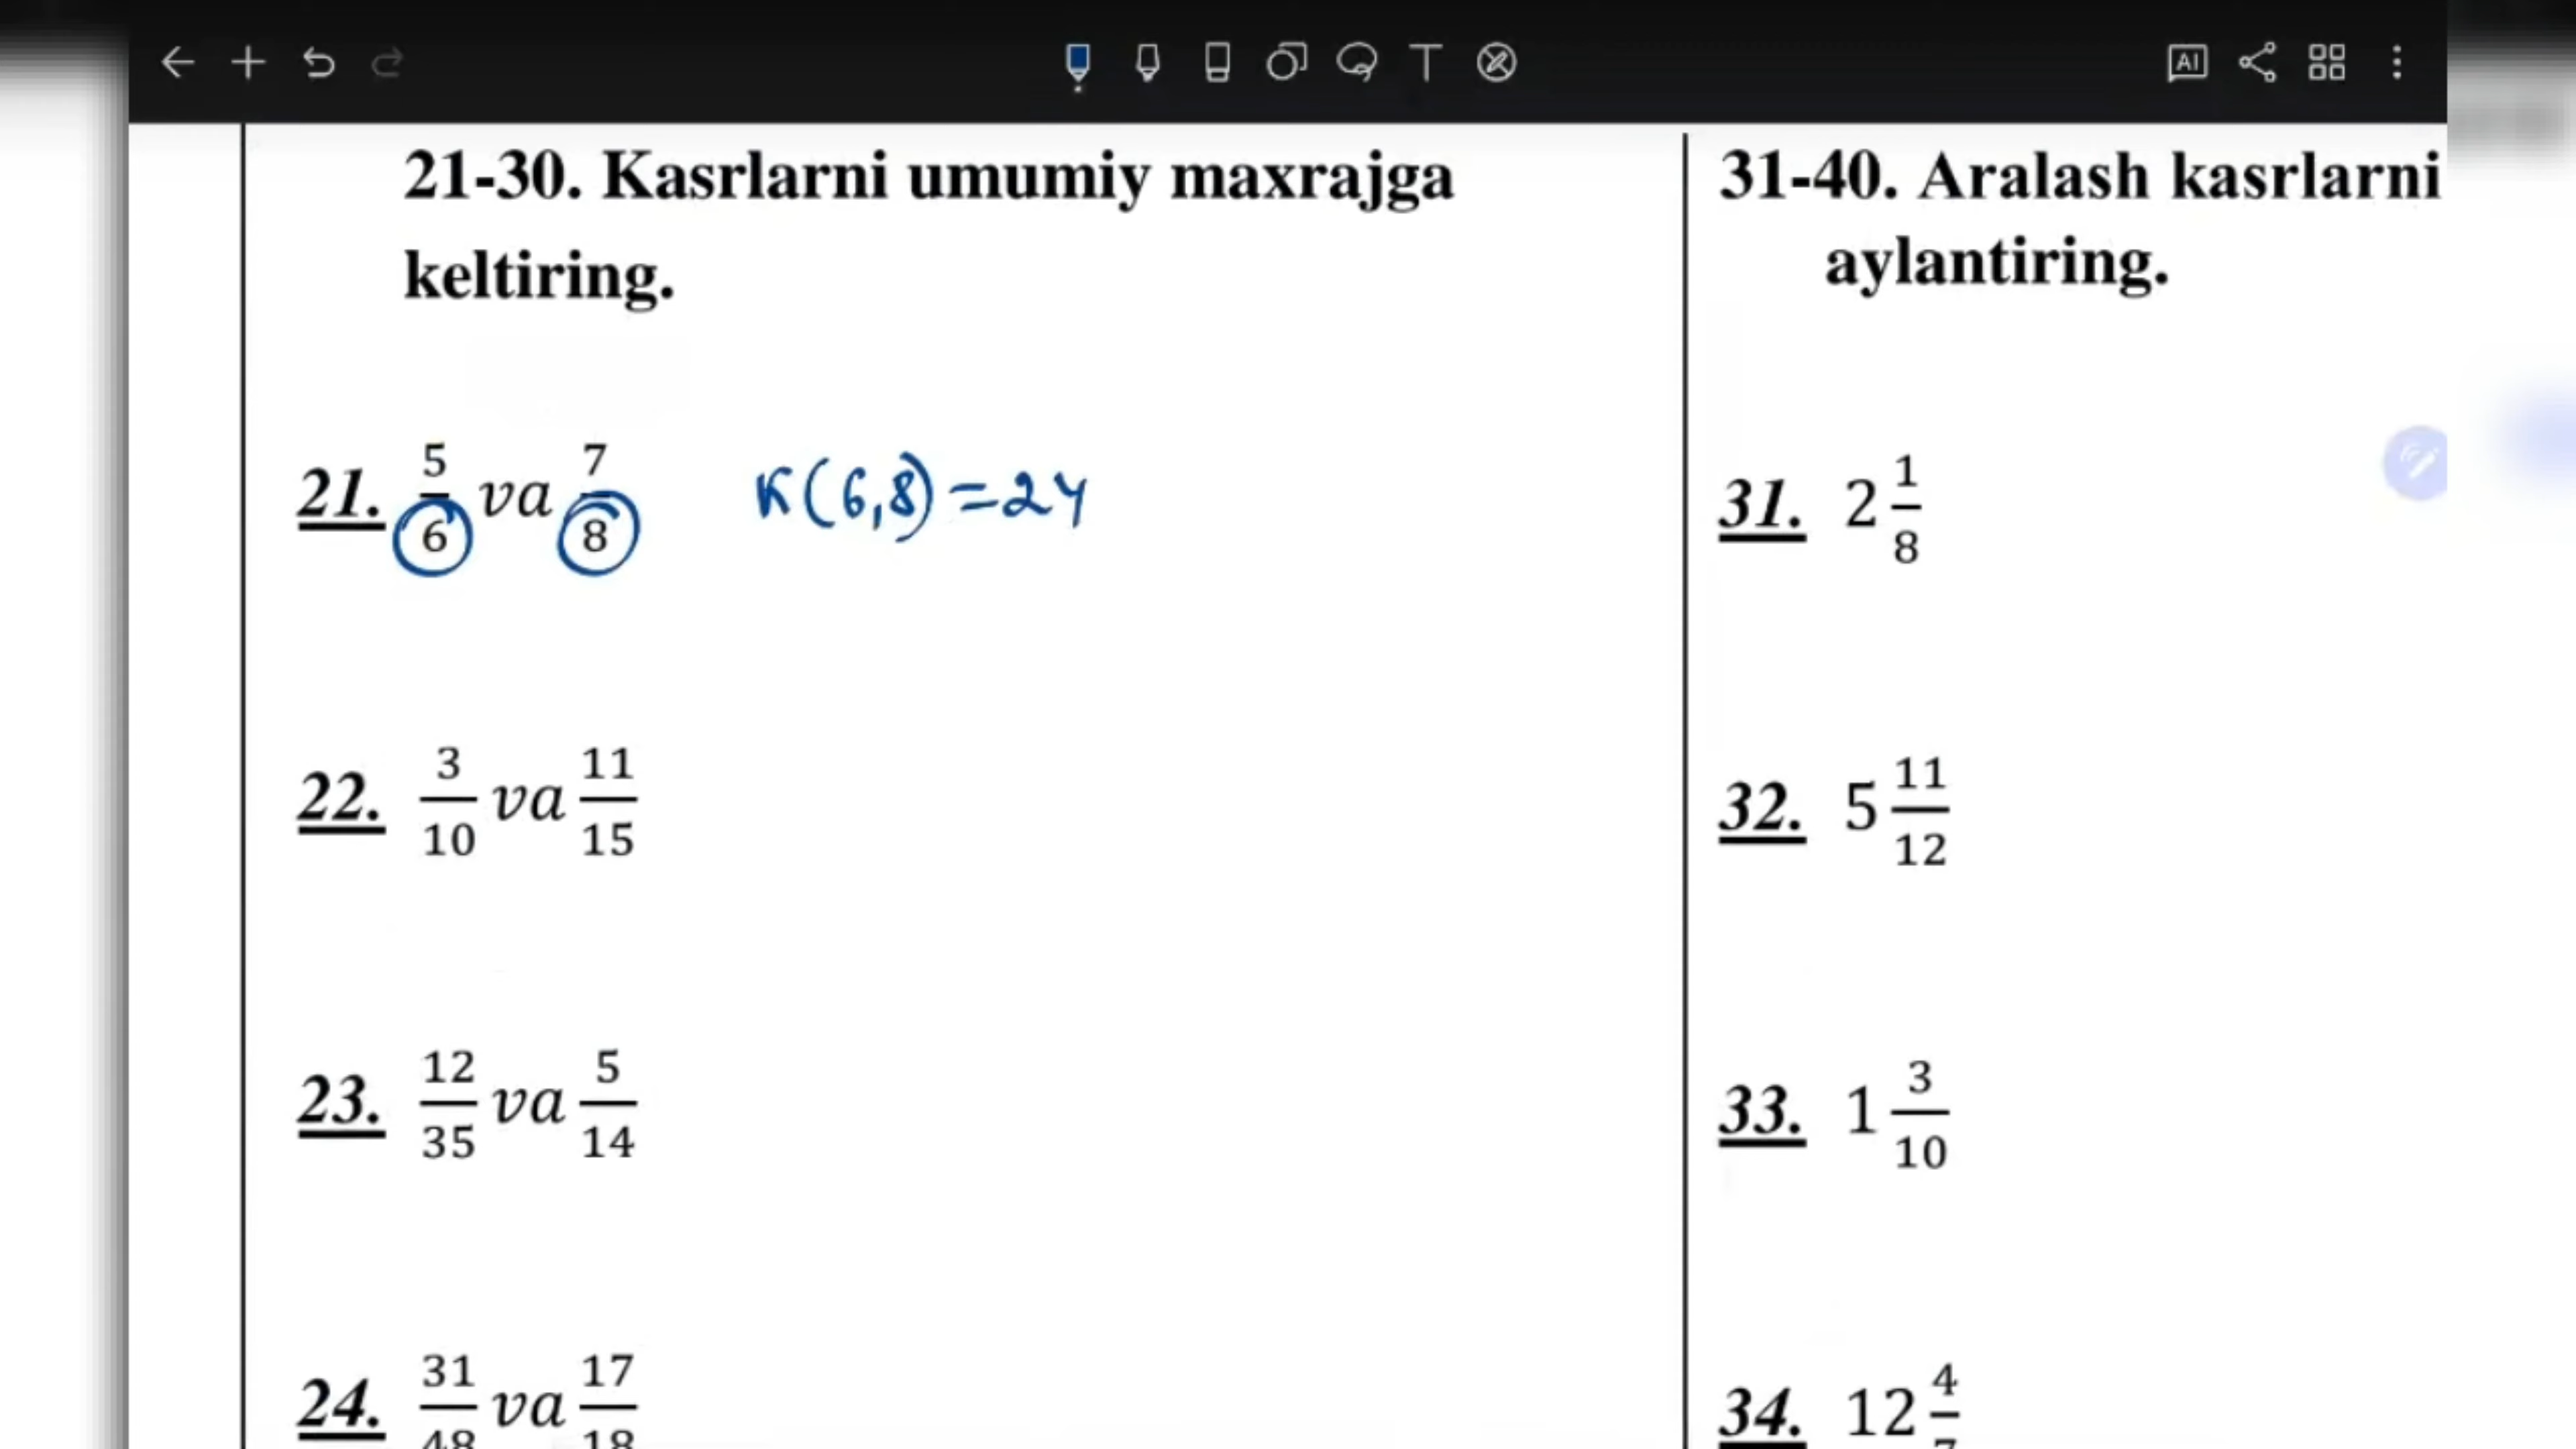 AI
21-30. Kasrlarni umumiy maxrajga
keltiring.
21. 5/6 va 7/8 K(6,8)=24
22. 3/10 va 11/15
23. 12/35 va 5/14
24. 31/48 va 17/18
31-40. Aralash kasrlarni
aylantiring.
31. 2 1/8
32. 5 11/12
33. 1 3/10
34. 12 4/7